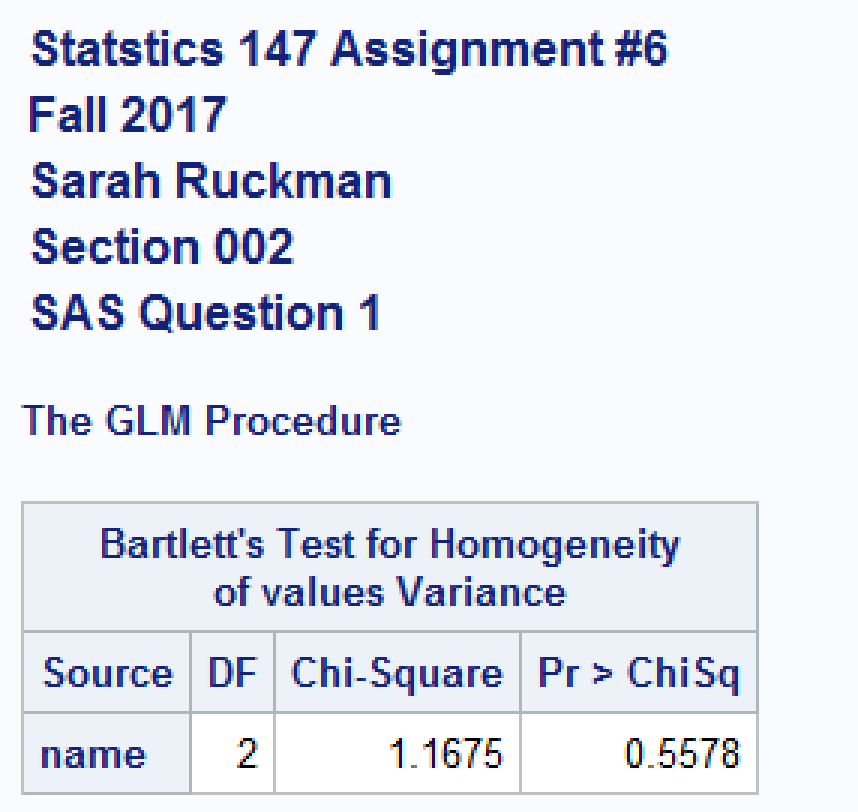 Statstics 147 Assignment #6
Fall 2017
Sarah Ruckman
Section 002
SAS Question 1
The GLM Procedure
Bartlett's Test for Homogeneity
of values Variance
Source DF Chi-Square Pr > ChiSq
name 2 1.1675 0.5578